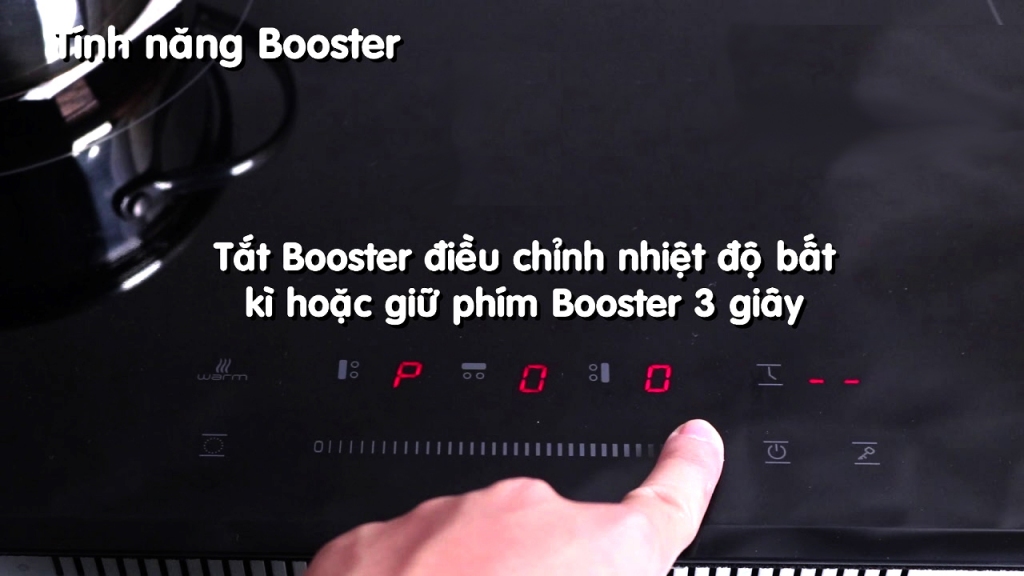 Tính năng Booster
Tắt Booster điều chỉnh nhiệt độ bất
kì hoặc giữ phím Booster 3 giây
warm
P 0 0 - -
0